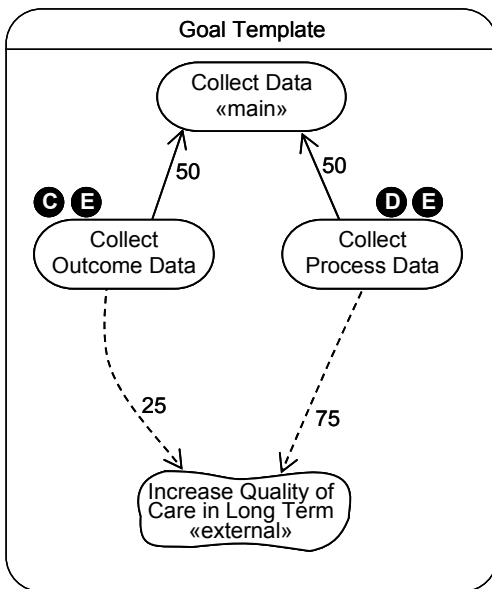 Goal Template
Collect Data
«main»
50
50
C E
D E
Collect
Outcome Data
Collect
Process Data
25
75
Increase Quality of
Care in Long Term
«external»